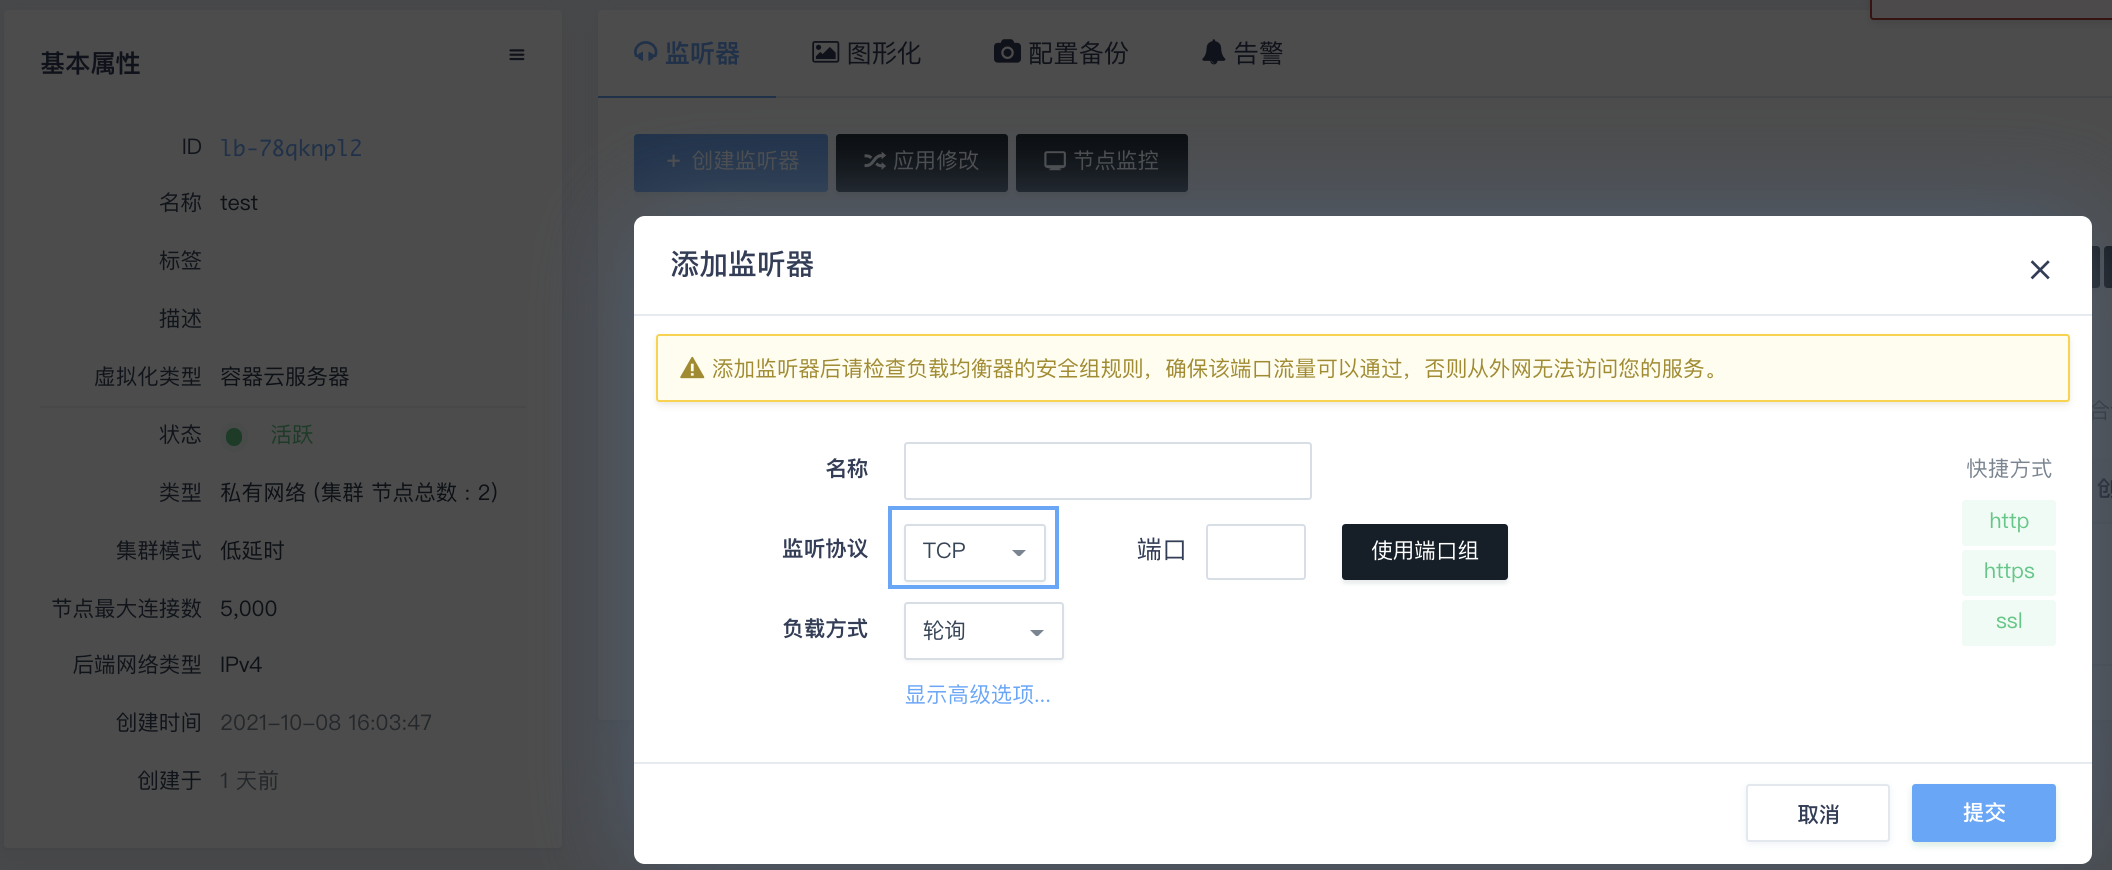 基本属性
ID lb-78qknpl2
名称 test
标签
描述
虚拟化类型 容器云服务器
状态 活跃
类型 私有网络 (集群 节点总数 : 2)
集群模式 低延时
节点最大连接数 5,000
后端网络类型 IPv4
创建时间 2021-10-08 16:03:47
创建于 1 天前
监听器 图形化 配置备份 告警
+ 创建监听器 应用修改 节点监控
添加监听器
添加监听器后请检查负载均衡器的安全组规则，确保该端口流量可以通过，否则从外网无法访问您的服务。
名称
监听协议 TCP 端口 使用端口组
负载方式 轮询
显示高级选项...
快捷方式
http
https
ssl
取消 提交